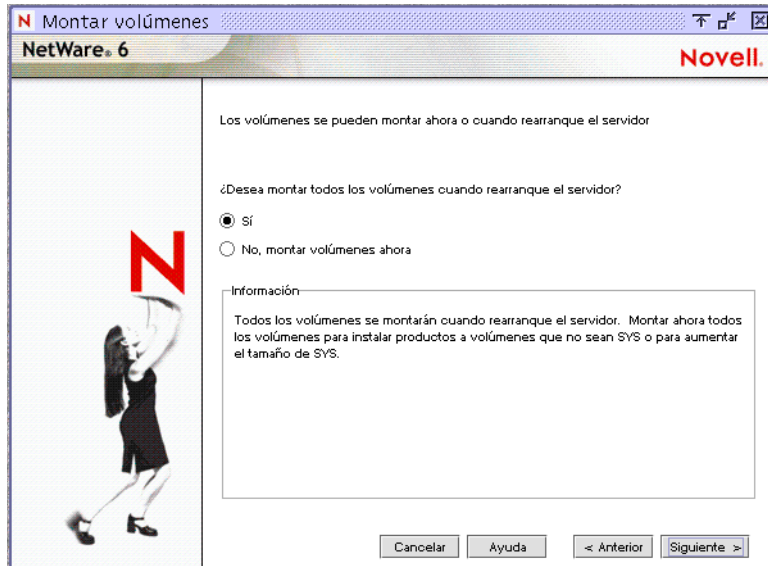 N Montar volúmenes
NetWare® 6
Novell.
Los volúmenes se pueden montar ahora o cuando rearranque el servidor
¿Desea montar todos los volúmenes cuando rearranque el servidor?
Sí
No, montar volúmenes ahora
Información
Todos los volúmenes se montarán cuando rearranque el servidor. Montar ahora todos
los volúmenes para instalar productos a volúmenes que no sean SYS o para aumentar
el tamaño de SYS.
N
Cancelar
Ayuda
< Anterior
Siguiente >